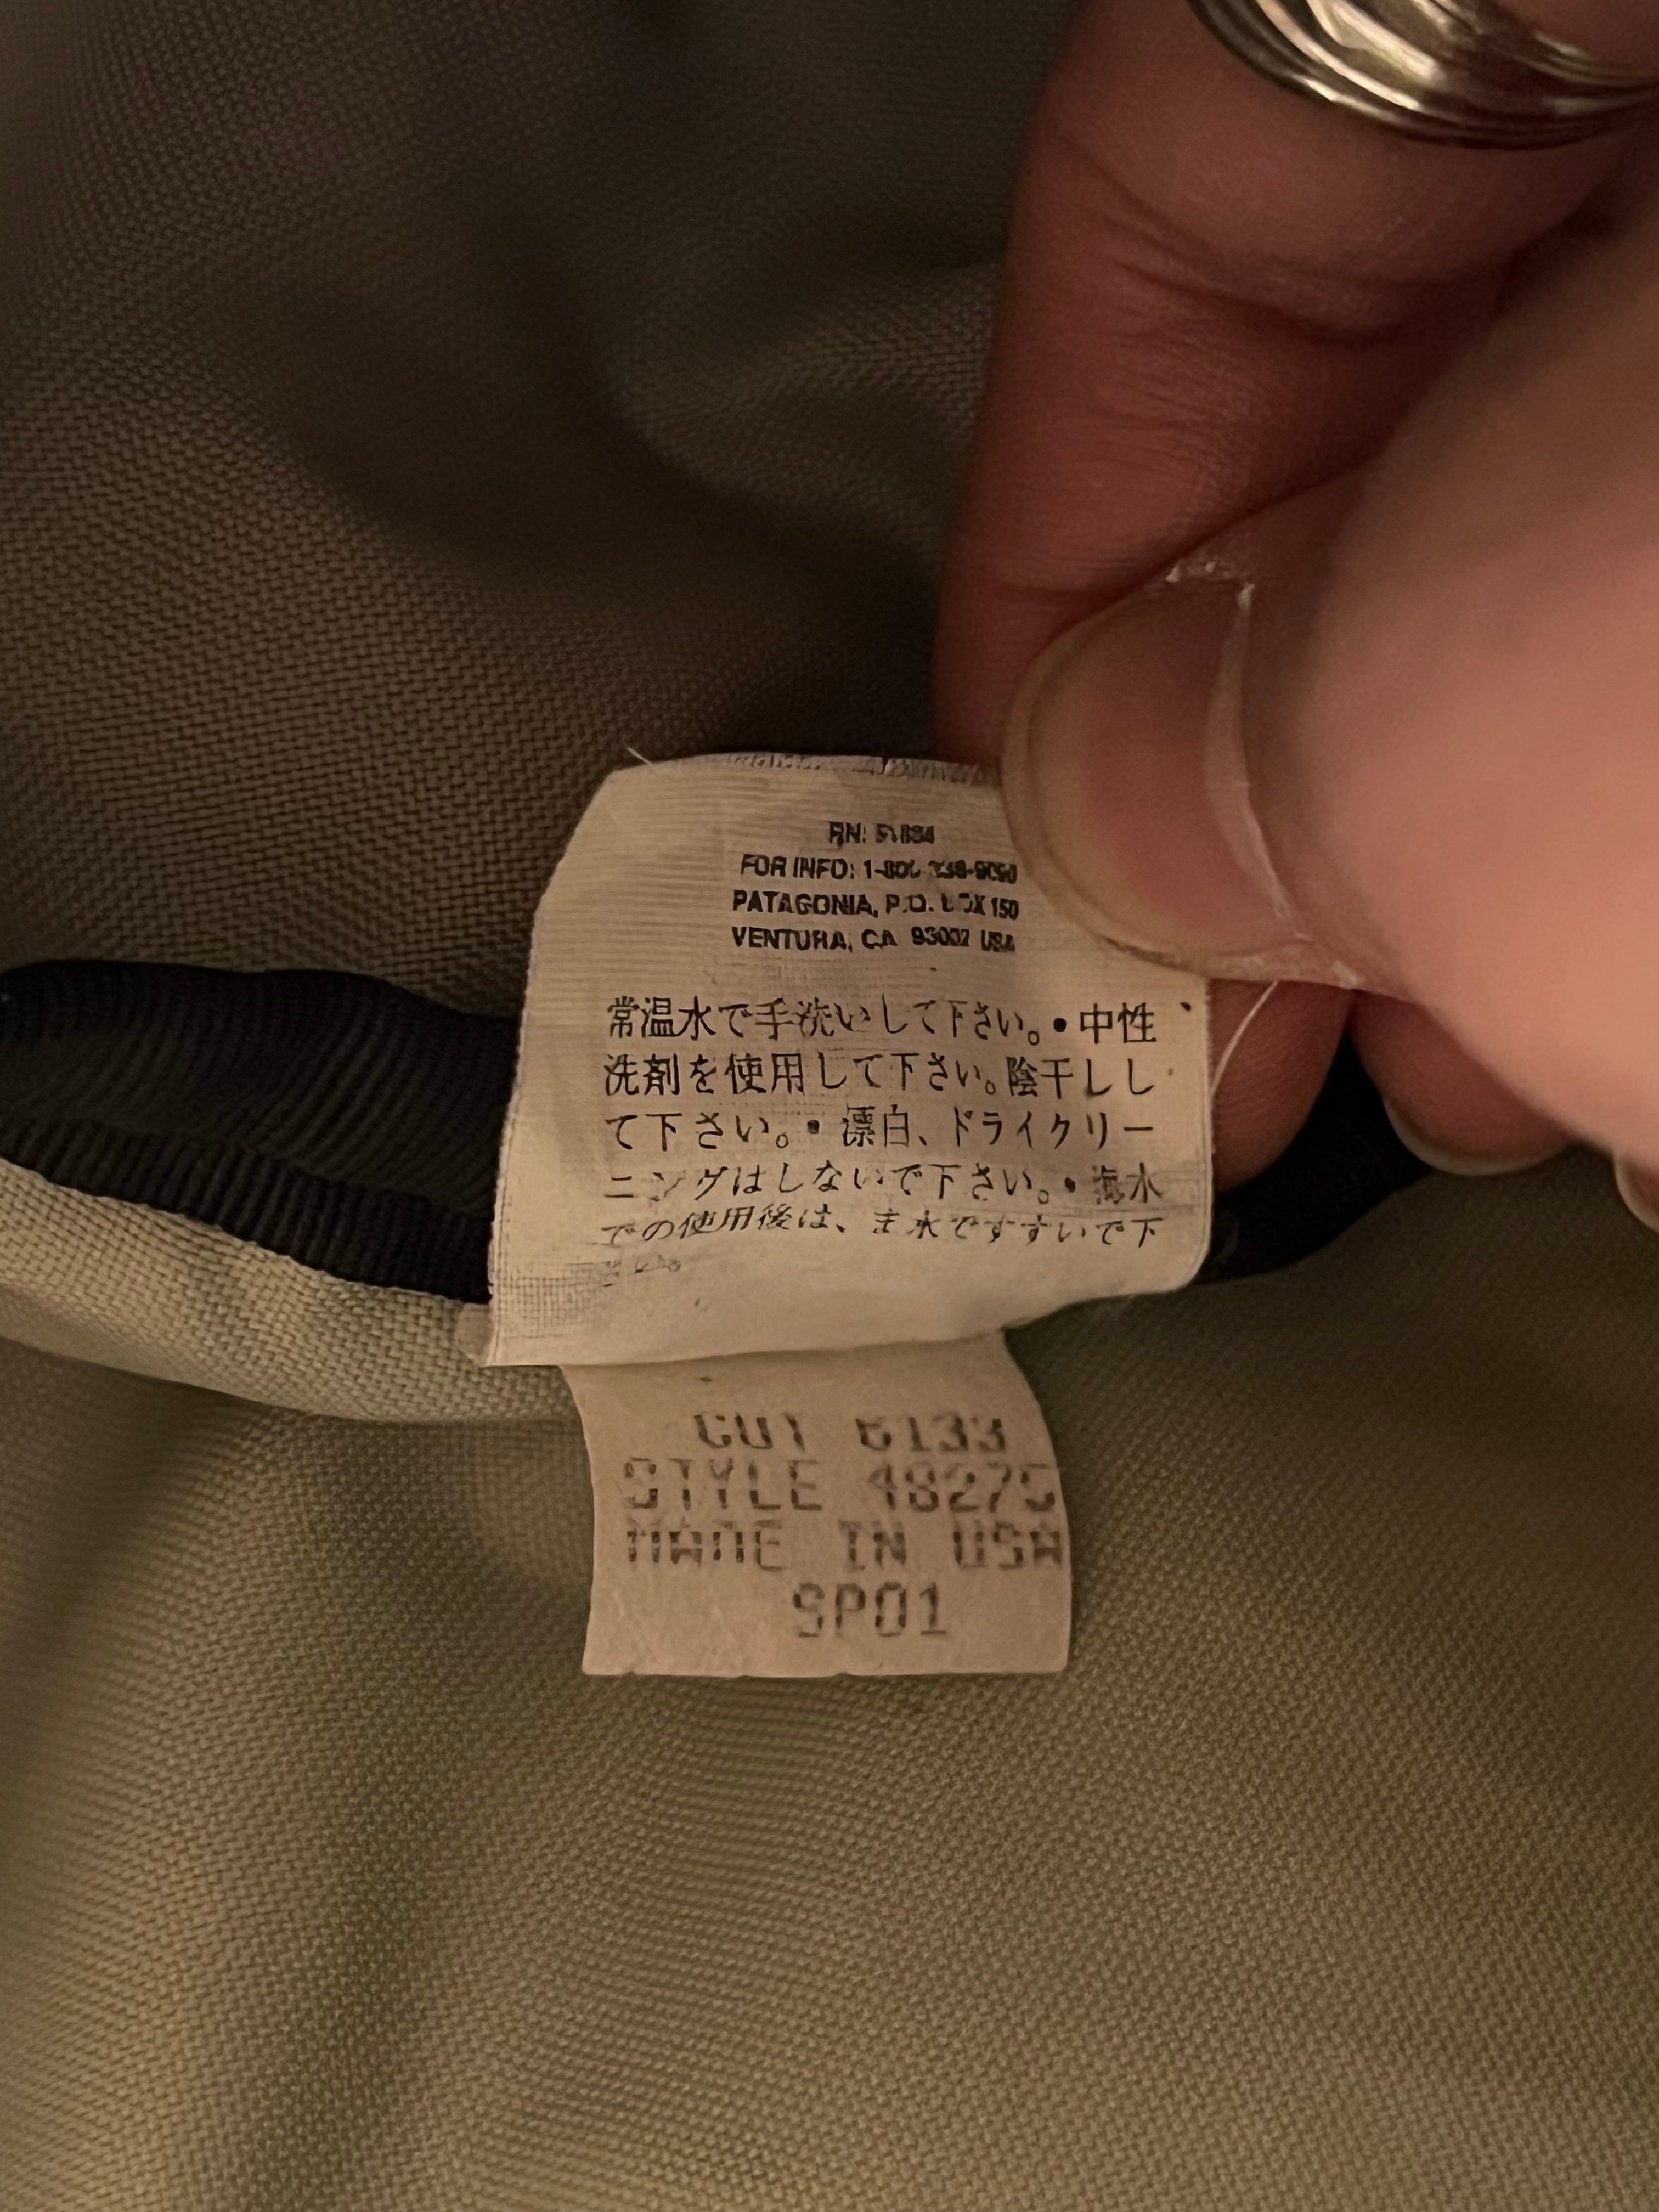 RN: 51884
FOR INFO: 1-800-336-9090
PATAGONIA, P.O. BOX 150
VENTURA, CA 93002 USA
常温水で手洗いして下さい。•中性
洗剤を使用して下さい。陰干しし
て下さい。• 漂白、ドライクリー
ニングはしないで下さい。•海水
での使用後は、ま水ですすいで下
さい。
CUT 6133
STYLE 48275
MADE IN USA
SP01